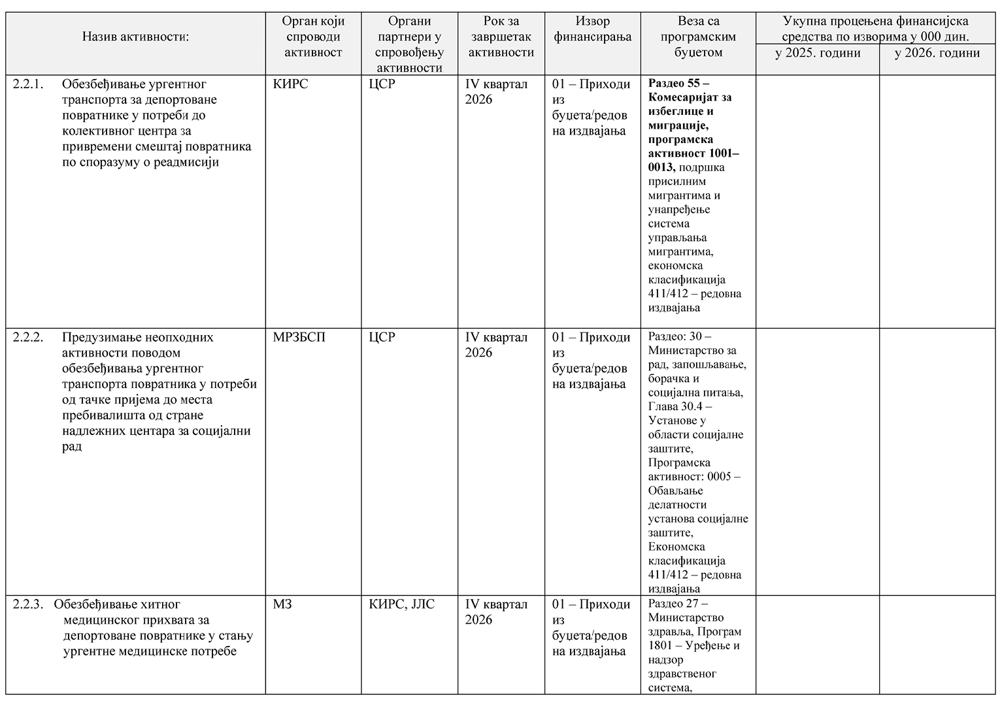 Назив активности:
Орган који
спроводи
активност
Органи
партнери у
спровођењу
активности
Рок за
завршетак
активности
Извор
финансирања
Веза са
програмским
буџетом
Укупна процењена финансијска
средства по изворима у 000 дин.
у 2025. години
у 2026. години
2.2.1. Обезбеђивање ургентног
транспорта за депортоване
повратнике у потреби до
колективног центра за
привремени смештај повратника
по споразуму о реадмисији
КИРС
ЦСР
IV квартал
2026
01 – Приходи
из
буџета/редов
на издвајања
Раздео 55 –
Комесаријат за
избеглице и
миграције,
програмска
активност 1001–
0013, подршка
присилним
мигрантима и
унапређење
система
управљања
мигрантима,
економска
класификација
411/412 – редовна
издвајања
2.2.2. Предузимање неопходних
активности поводом
обезбеђивања ургентног
транспорта повратника у потреби
од тачке пријема до места
пребивалишта од стране
надлежних центара за социјални
рад
МРЗБСП
ЦСР
IV квартал
2026
01 – Приходи
из
буџета/редов
на издвајања
Раздео: 30 –
Министарство за
рад, запошљавање,
борачка и
социјална питања,
Глава 30.4 –
Установе у
области социјалне
заштите,
Програмска
активност: 0005 –
Обављање
делатности
установа социјалне
заштите,
Економска
класификација
411/412 – редовна
издвајања
2.2.3. Обезбеђивање хитног
медицинског прихвата за
депортоване повратнике у стању
ургентне медицинске потребе
МЗ
КИРС, ЈЛС
IV квартал
2026
01 – Приходи
из
буџета/редов
на издвајања
Раздео 27 –
Министарство
здравља, Програм
1801 – Уређење и
надзор
здравственог
система,